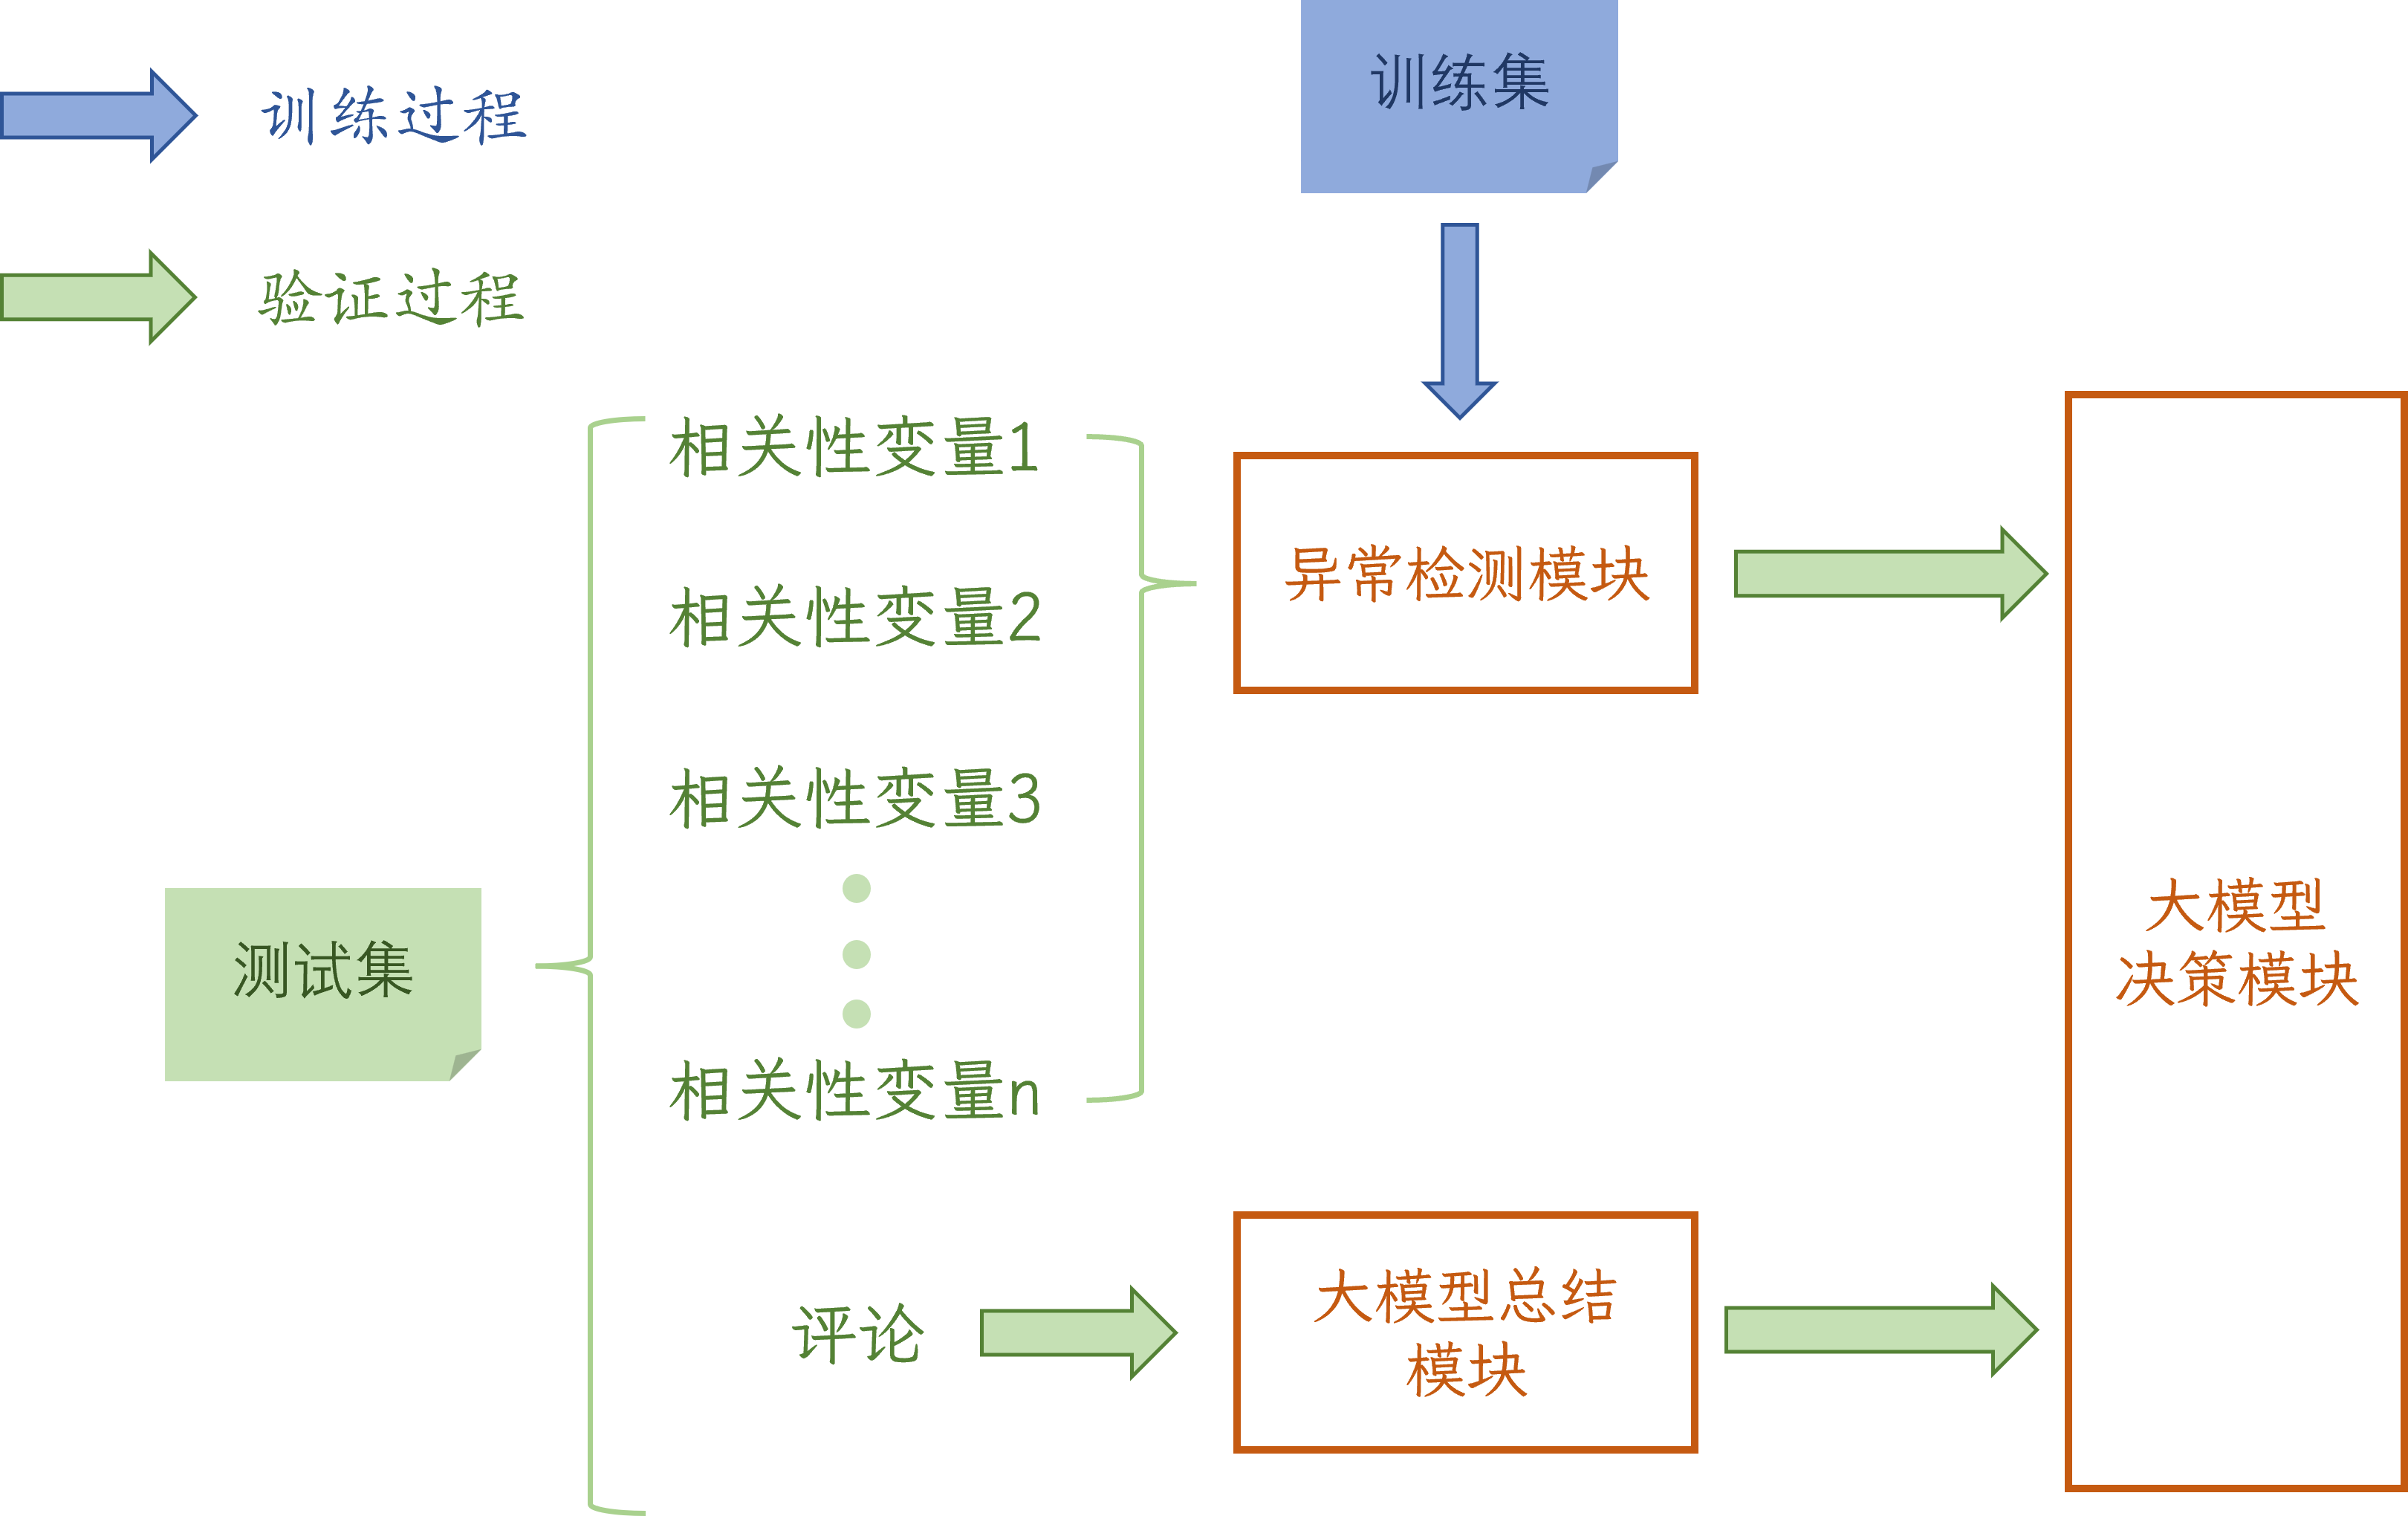 训练过程
验证过程
训练集
相关性变量1
相关性变量2
相关性变量3
相关性变量n
测试集
评论
异常检测模块
大模型总结
模块
大模型
决策模块